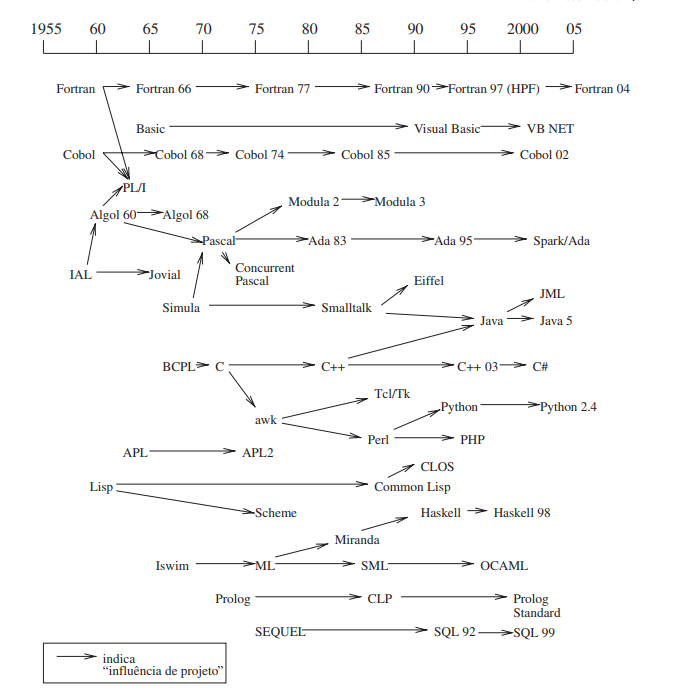 1955 60 65 70 75 80 85 90 95 2000 05
Fortran Fortran 66 Fortran 77 Fortran 90 Fortran 97 (HPF) Fortran 04
Basic Visual Basic VB NET
Cobol Cobol 68 Cobol 74 Cobol 85 Cobol 02
PL/I
Modula 2 Modula 3
Algol 60 Algol 68
Pascal Ada 83 Ada 95 Spark/Ada
IAL Jovial
Concurrent
Pascal
Eiffel
JML
Simula Smalltalk
Java Java 5
BCPL C C++ C++ 03 C#
Tcl/Tk
Python Python 2.4
awk
Perl PHP
APL APL2
CLOS
Lisp Common Lisp
Scheme
Haskell Haskell 98
Miranda
Iswim ML SML OCAML
Prolog CLP Prolog
Standard
SEQUEL SQL 92 SQL 99
indica
“influência de projeto”